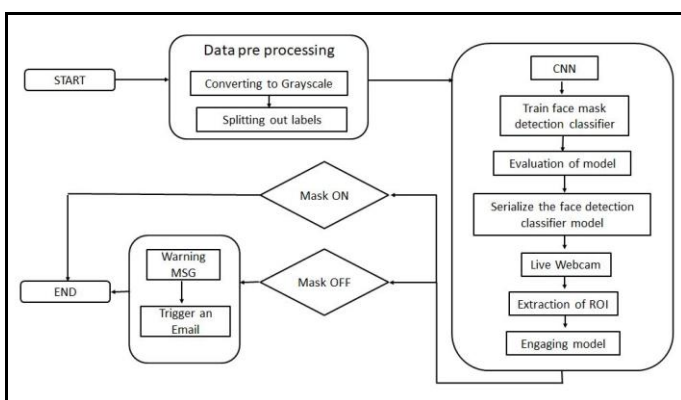 Data pre processing
START
Converting to Grayscale
Splitting out labels
CNN
Train face mask
detection classifier
Evaluation of model
Serialize the face detection
classifier model
Live Webcam
Extraction of ROI
Engaging model
Mask ON
Mask OFF
Warning
MSG
Trigger an
Email
END